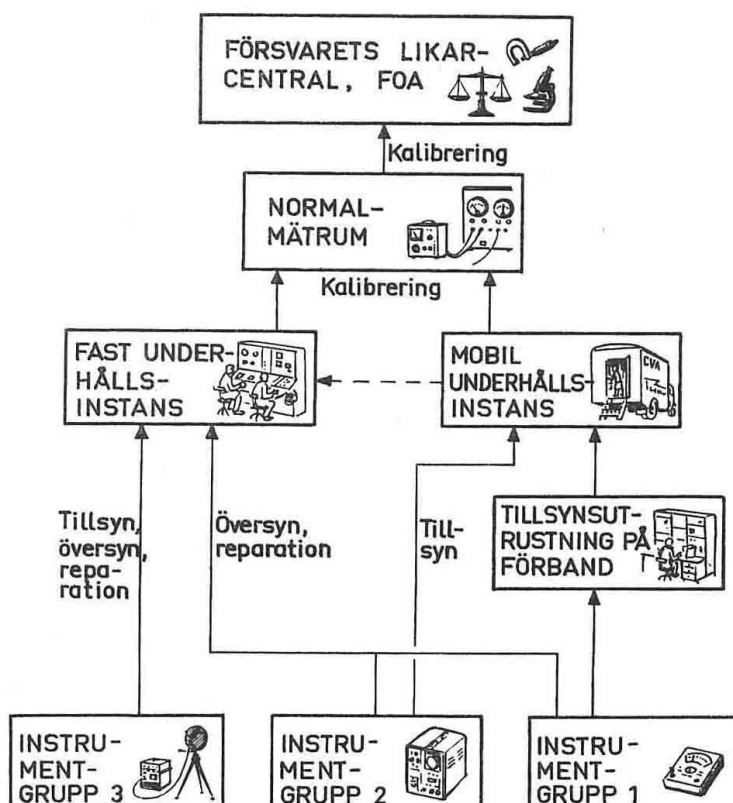 FÖRSVARETS LIKAR-
CENTRAL, FOA
Kalibrering
NORMAL-
MÄTRUM
Kalibrering
FAST UNDER-
HÅLLS-
INSTANS
MOBIL
UNDERHÅLLS-
INSTANS
CVA
Tillsyn,
översyn,
repa-
ration
Översyn,
reparation
Till-
syn
TILLSYNSUT-
RUSTNING PÅ
FÖRBAND
INSTRU-
MENT-
GRUPP 3
INSTRU-
MENT-
GRUPP 2
INSTRU-
MENT-
GRUPP 1